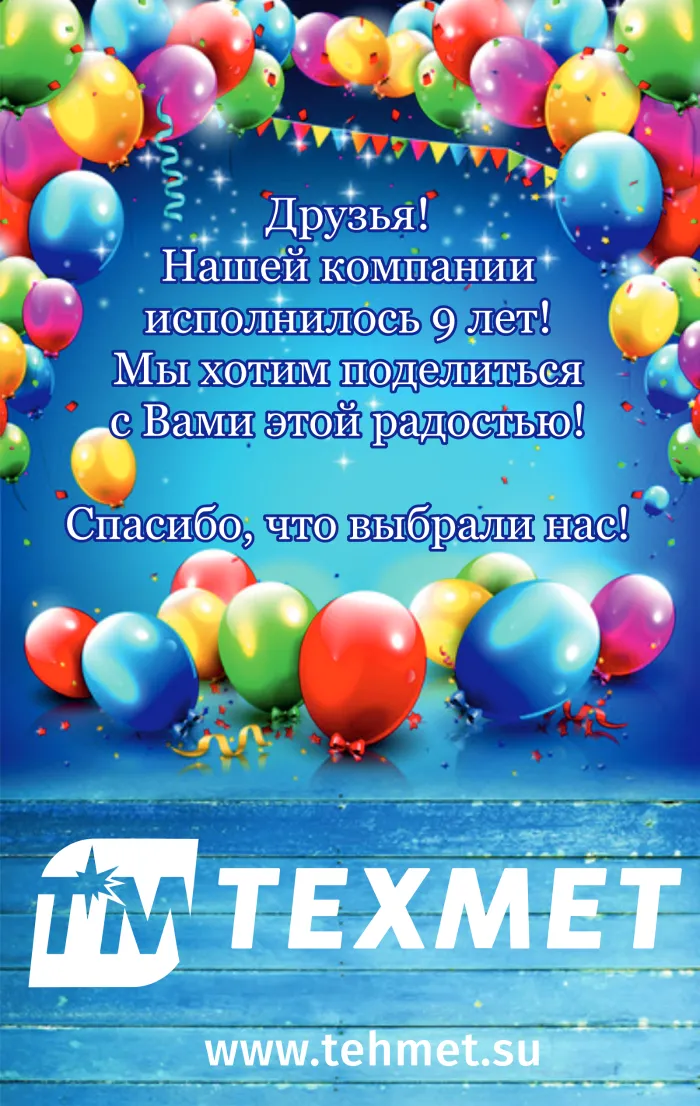 Друзья!
Нашей компании
исполнилось 9 лет!
Мы хотим поделиться
с Вами этой радостью!
Спасибо, что выбрали нас!
ТМ ТЕХМЕТ
www.tehmet.su